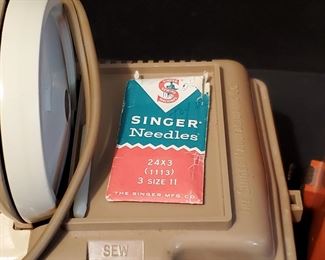 SINGER
Needles
24X3
(1113)
3 SIZE 11
THE SINGER MFG. CO.
SEW